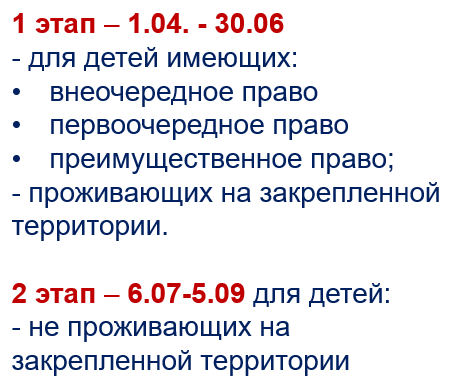 1 этап – 1.04. - 30.06
- для детей имеющих:
• внеочередное право
• первоочередное право
• преимущественное право;
- проживающих на закрепленной
территории.
2 этап – 6.07-5.09 для детей:
- не проживающих на
закрепленной территории